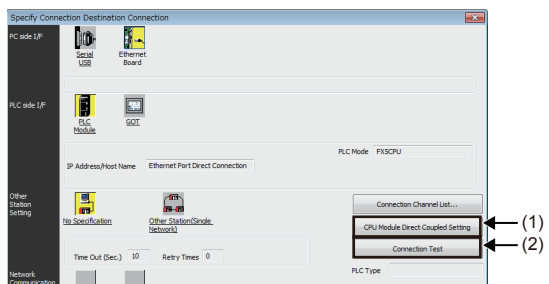 Specify Connection Destination Connection
PC side I/F
Serial
USB
Ethernet
Board
PLC side I/F
PLC
Module
GOT
PLC Mode FX5CPU
IP Address/Host Name Ethernet Port Direct Connection
Other
Station
Setting
No Specification
Other Station(Single
Network)
Connection Channel List...
CPU Module Direct Coupled Setting (1)
Connection Test (2)
Time Out (Sec.) 10 Retry Times 0
PLC Type
Network
Communication